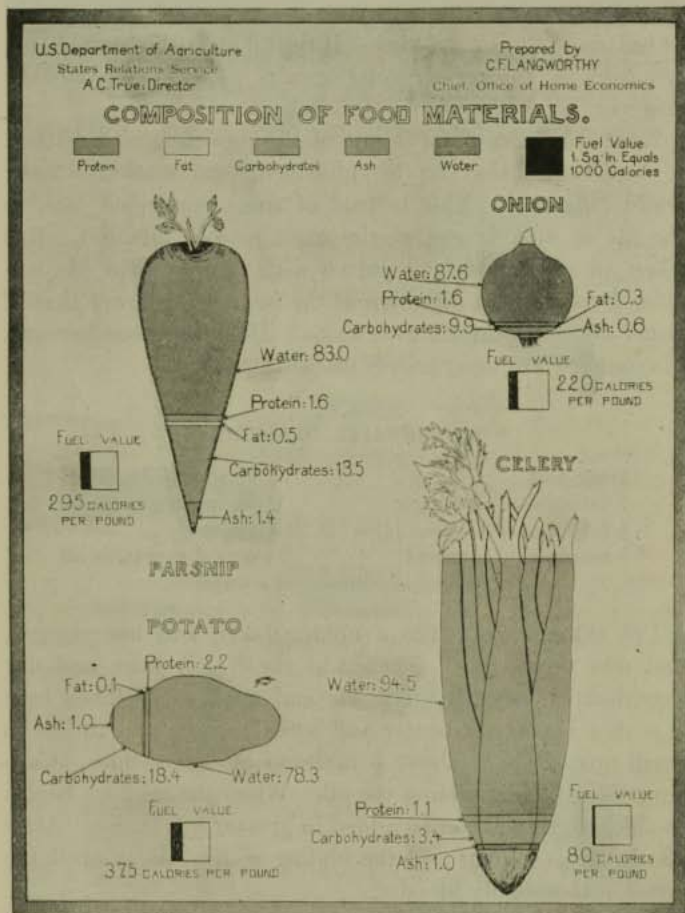 U.S. Department of Agriculture
States Relations Service
A.C. True: Director
Prepared by
C.F. LANGWORTHY
Chief, Office of Home Economics
COMPOSITION OF FOOD MATERIALS.
Protein
Fat
Carbohydrates
Ash
Water
Fuel Value
1 Sq. In. Equals
1000 Calories
ONION
Water: 87.6
Protein: 1.6
Fat: 0.3
Carbohydrates: 9.9
Ash: 0.6
FUEL VALUE
220 CALORIES
PER POUND
Water: 83.0
Protein: 1.6
Fat: 0.5
Carbohydrates: 13.5
Ash: 1.4
FUEL VALUE
295 CALORIES
PER POUND
PARSNIP
CELERY
Water: 94.5
Protein: 1.1
Carbohydrates: 3.4
Ash: 1.0
FUEL VALUE
80 CALORIES
PER POUND
POTATO
Protein: 2.2
Fat: 0.1
Ash: 1.0
Carbohydrates: 18.4
Water: 78.3
FUEL VALUE
375 CALORIES PER POUND